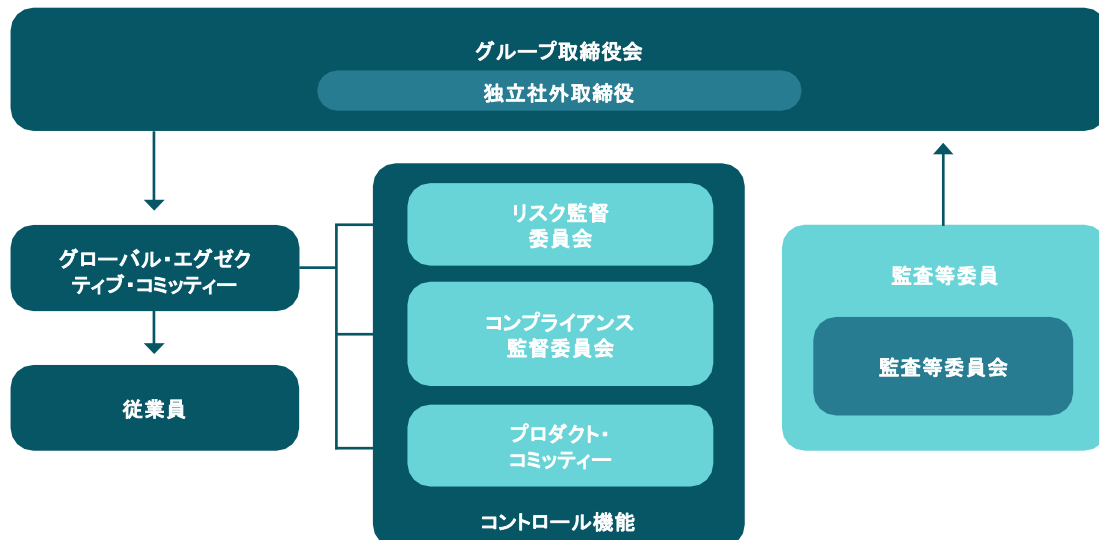 グループ取締役会
独立社外取締役
グローバル・エグゼク
ティブ・コミッティー
従業員
リスク監督
委員会
コンプライアンス
監督委員会
プロダクト・
コミッティー
コントロール機能
監査等委員
監査等委員会